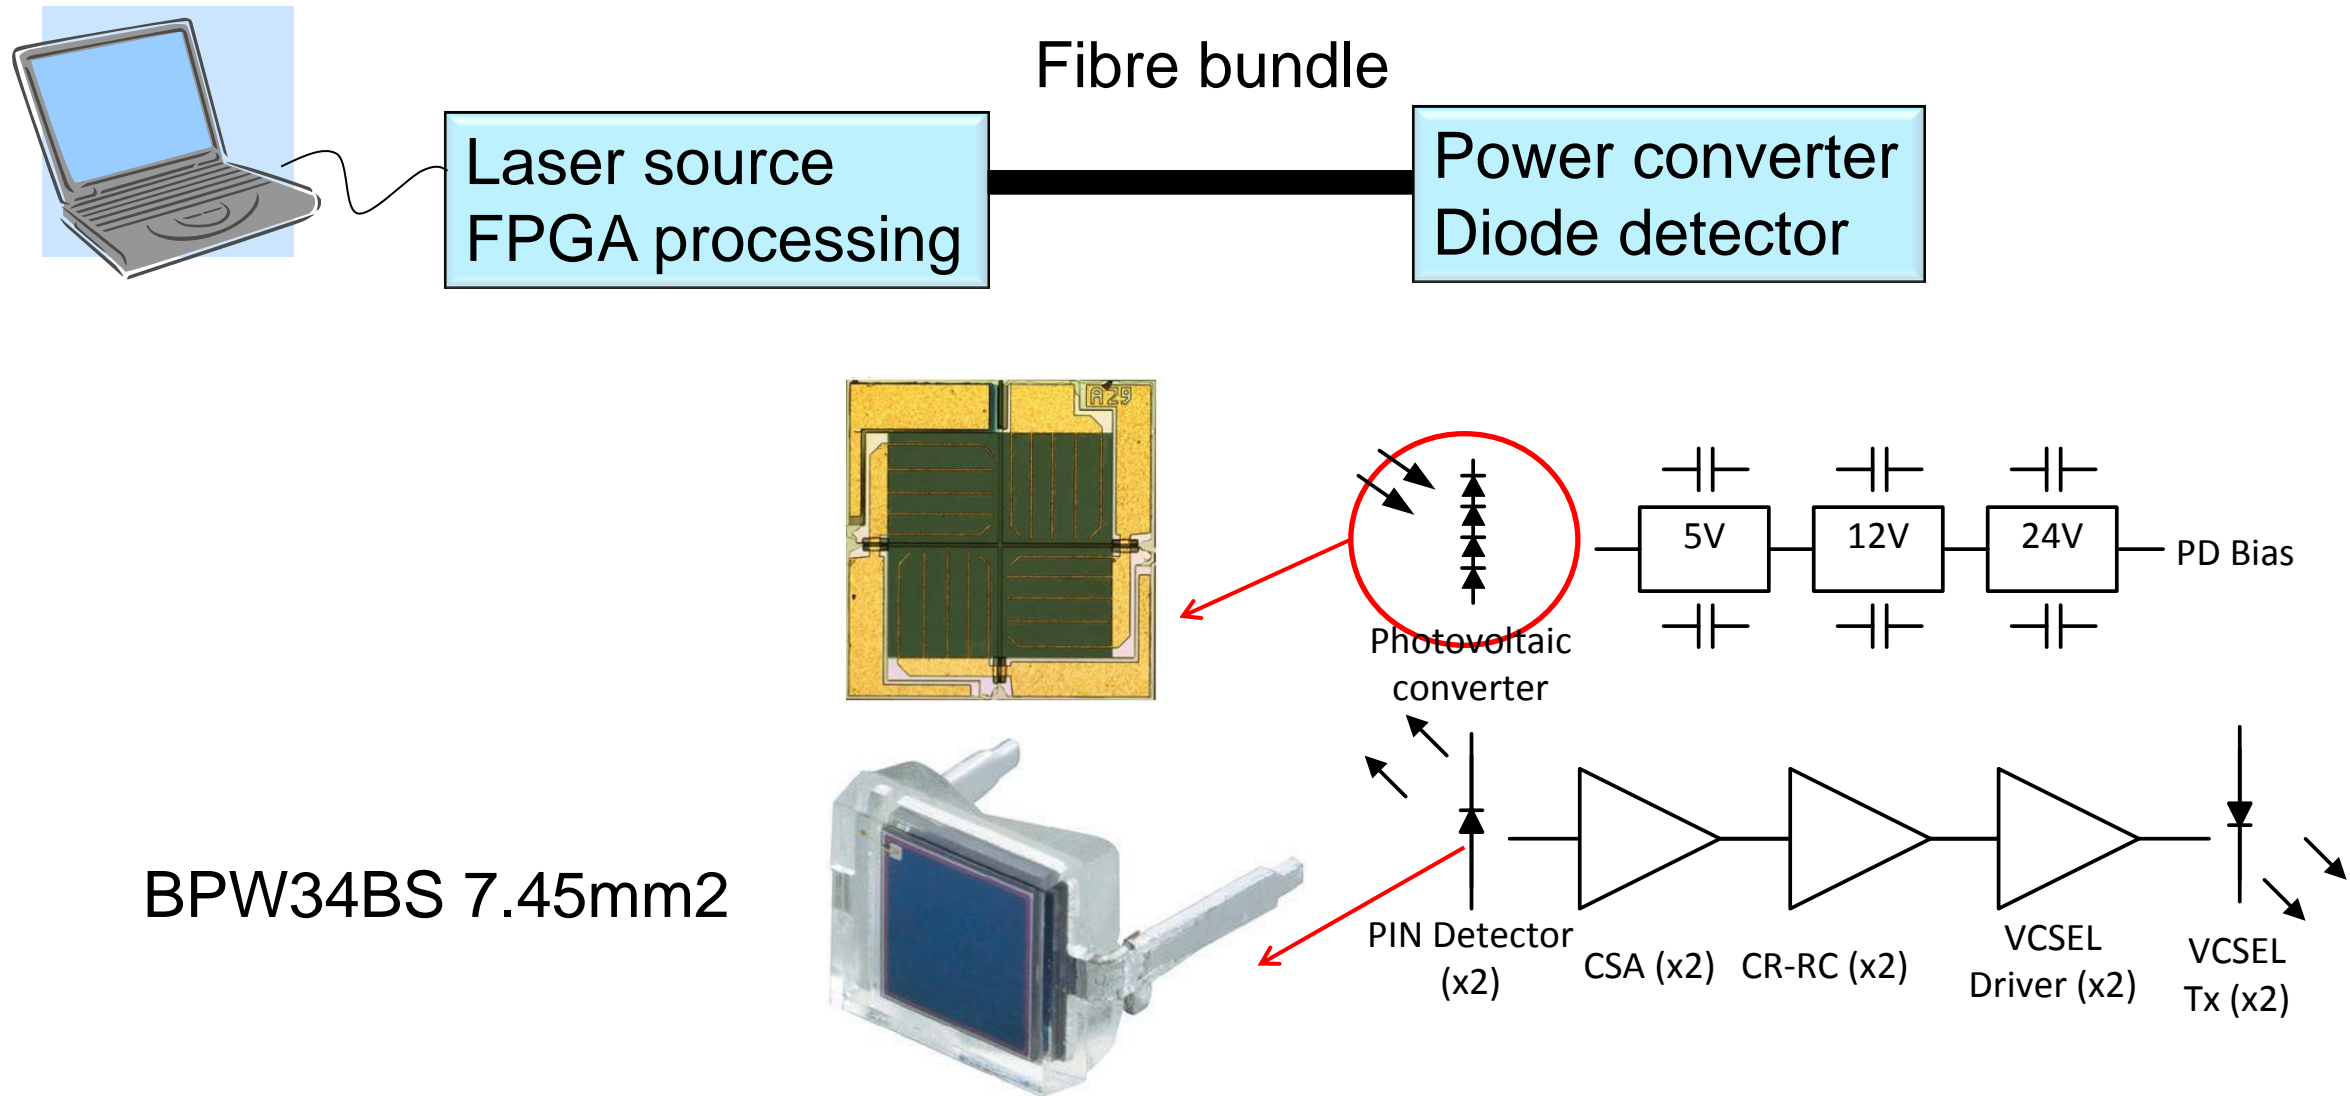 Fibre bundle
Laser source
FPGA processing
Power converter
Diode detector
A29
5V
12V
24V
PD Bias
Photovoltaic
converter
BPW34BS 7.45mm2
PIN Detector
(x2)
CSA (x2)
CR-RC (x2)
VCSEL
Driver (x2)
VCSEL
Tx (x2)